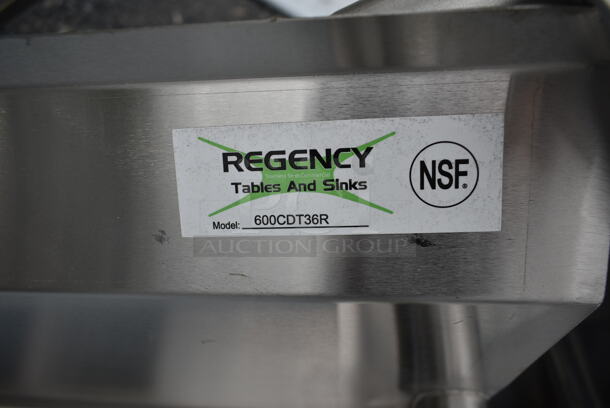 REGENCY
Tables And Sinks
Model: 600CDT36R
NSF®
AUCTION GROUP